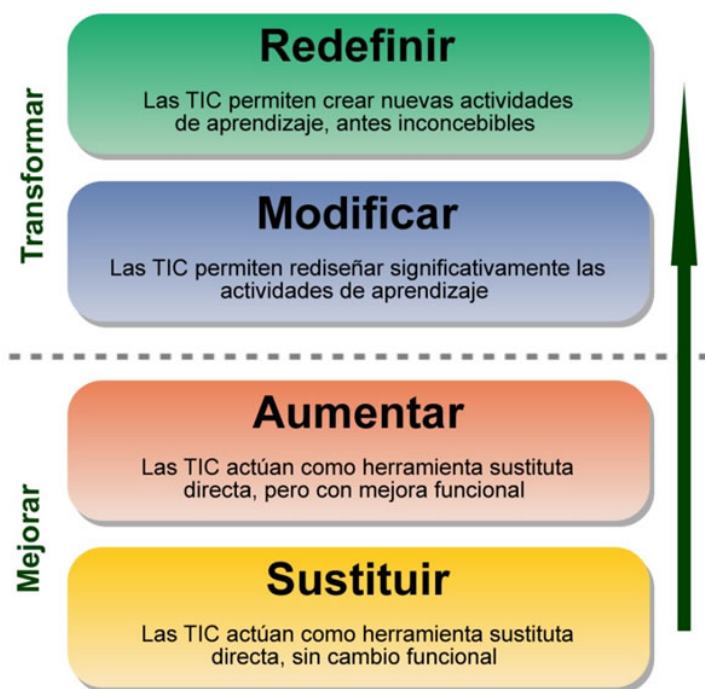 Transformar
Redefinir
Las TIC permiten crear nuevas actividades
de aprendizaje, antes inconcebibles
Modificar
Las TIC permiten rediseñar significativamente las
actividades de aprendizaje
Mejorar
Aumentar
Las TIC actúan como herramienta sustituta
directa, pero con mejora funcional
Sustituir
Las TIC actúan como herramienta sustituta
directa, sin cambio funcional